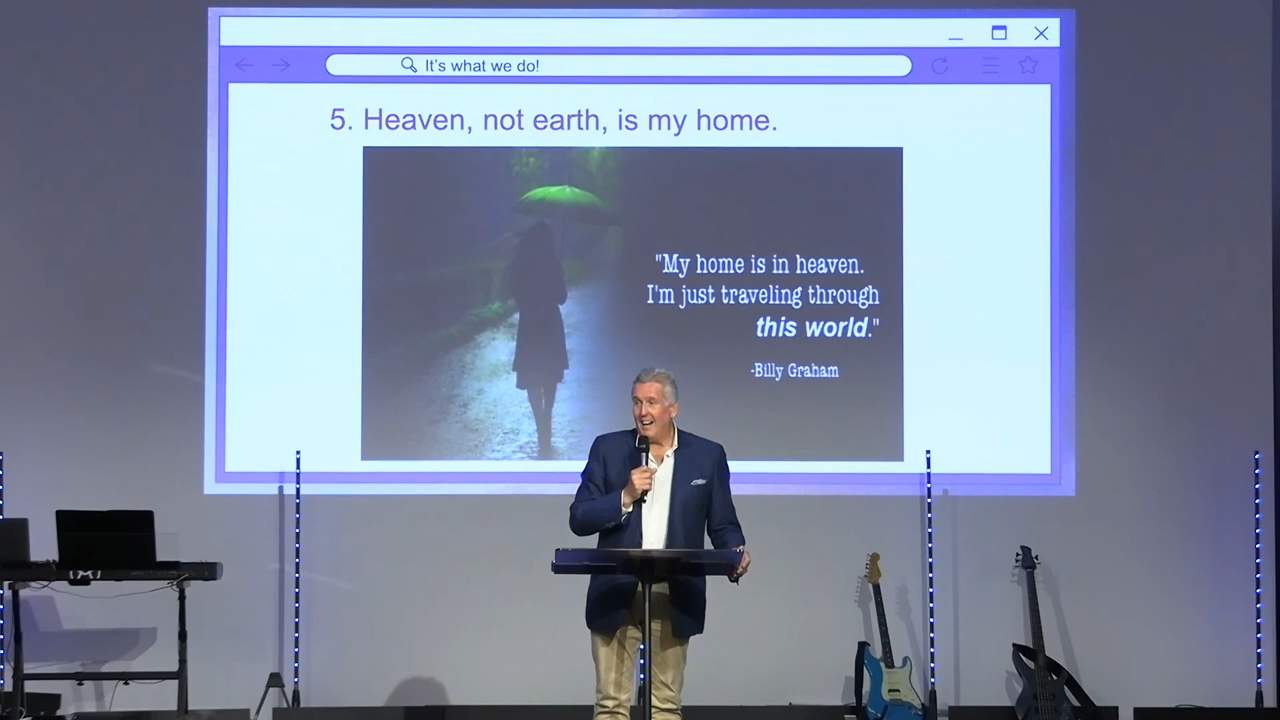 It's what we do!
5. Heaven, not earth, is my home.
"My home is in heaven.
I'm just traveling through
this world."
-Billy Graham